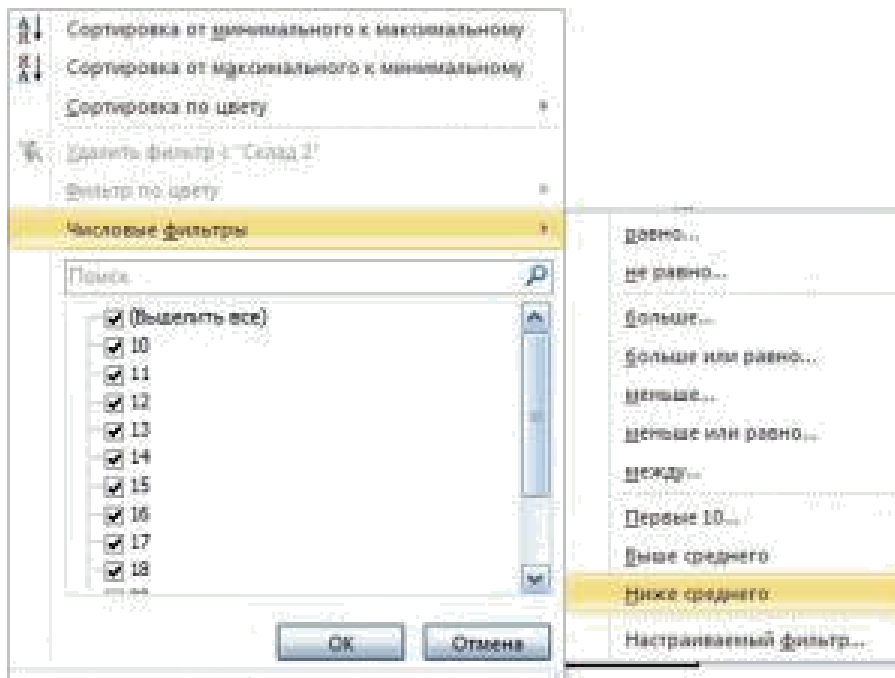 Сортировка от минимального к максимальному
Сортировка от максимального к минимальному
Сортировка по цвету
Удалить фильтр с "Склад 2"
Фильтр по цвету
Числовые фильтры
Поиск
(Выделить все)
10
11
12
13
14
15
16
17
18
ОК
Отмена
равно...
не равно...
больше...
больше или равно...
меньше...
меньше или равно...
между...
Первые 10...
Выше среднего
Ниже среднего
Настраиваемый фильтр...